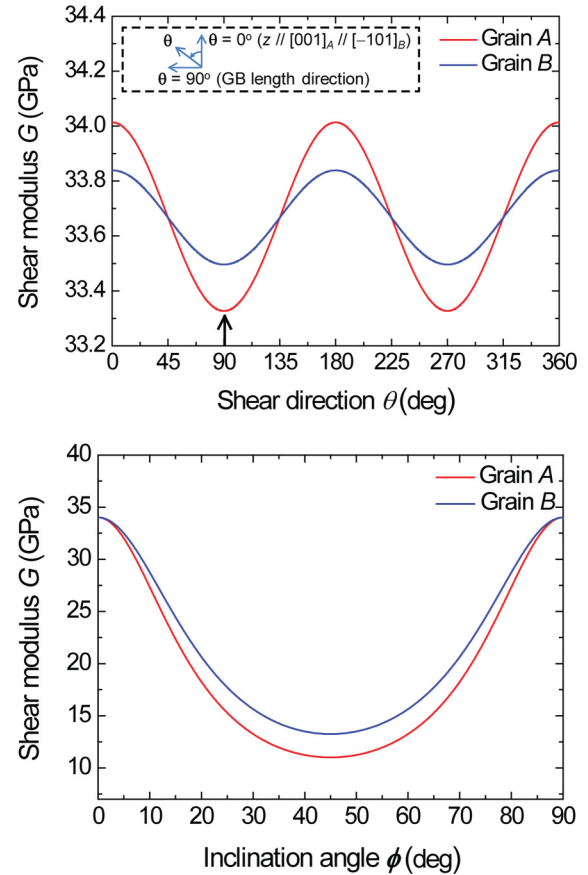 34.4
34.2
34.0
33.8
33.6
33.4
33.2
Shear modulus G (GPa)
θ
θ = 0º (z // [001]A // [-101]B)
θ = 90º (GB length direction)
Grain A
Grain B
0 45 90 135 180 225 270 315 360
Shear direction θ (deg)
40
35
30
25
20
15
10
Shear modulus G (GPa)
Grain A
Grain B
0 10 20 30 40 50 60 70 80 90
Inclination angle ϕ (deg)